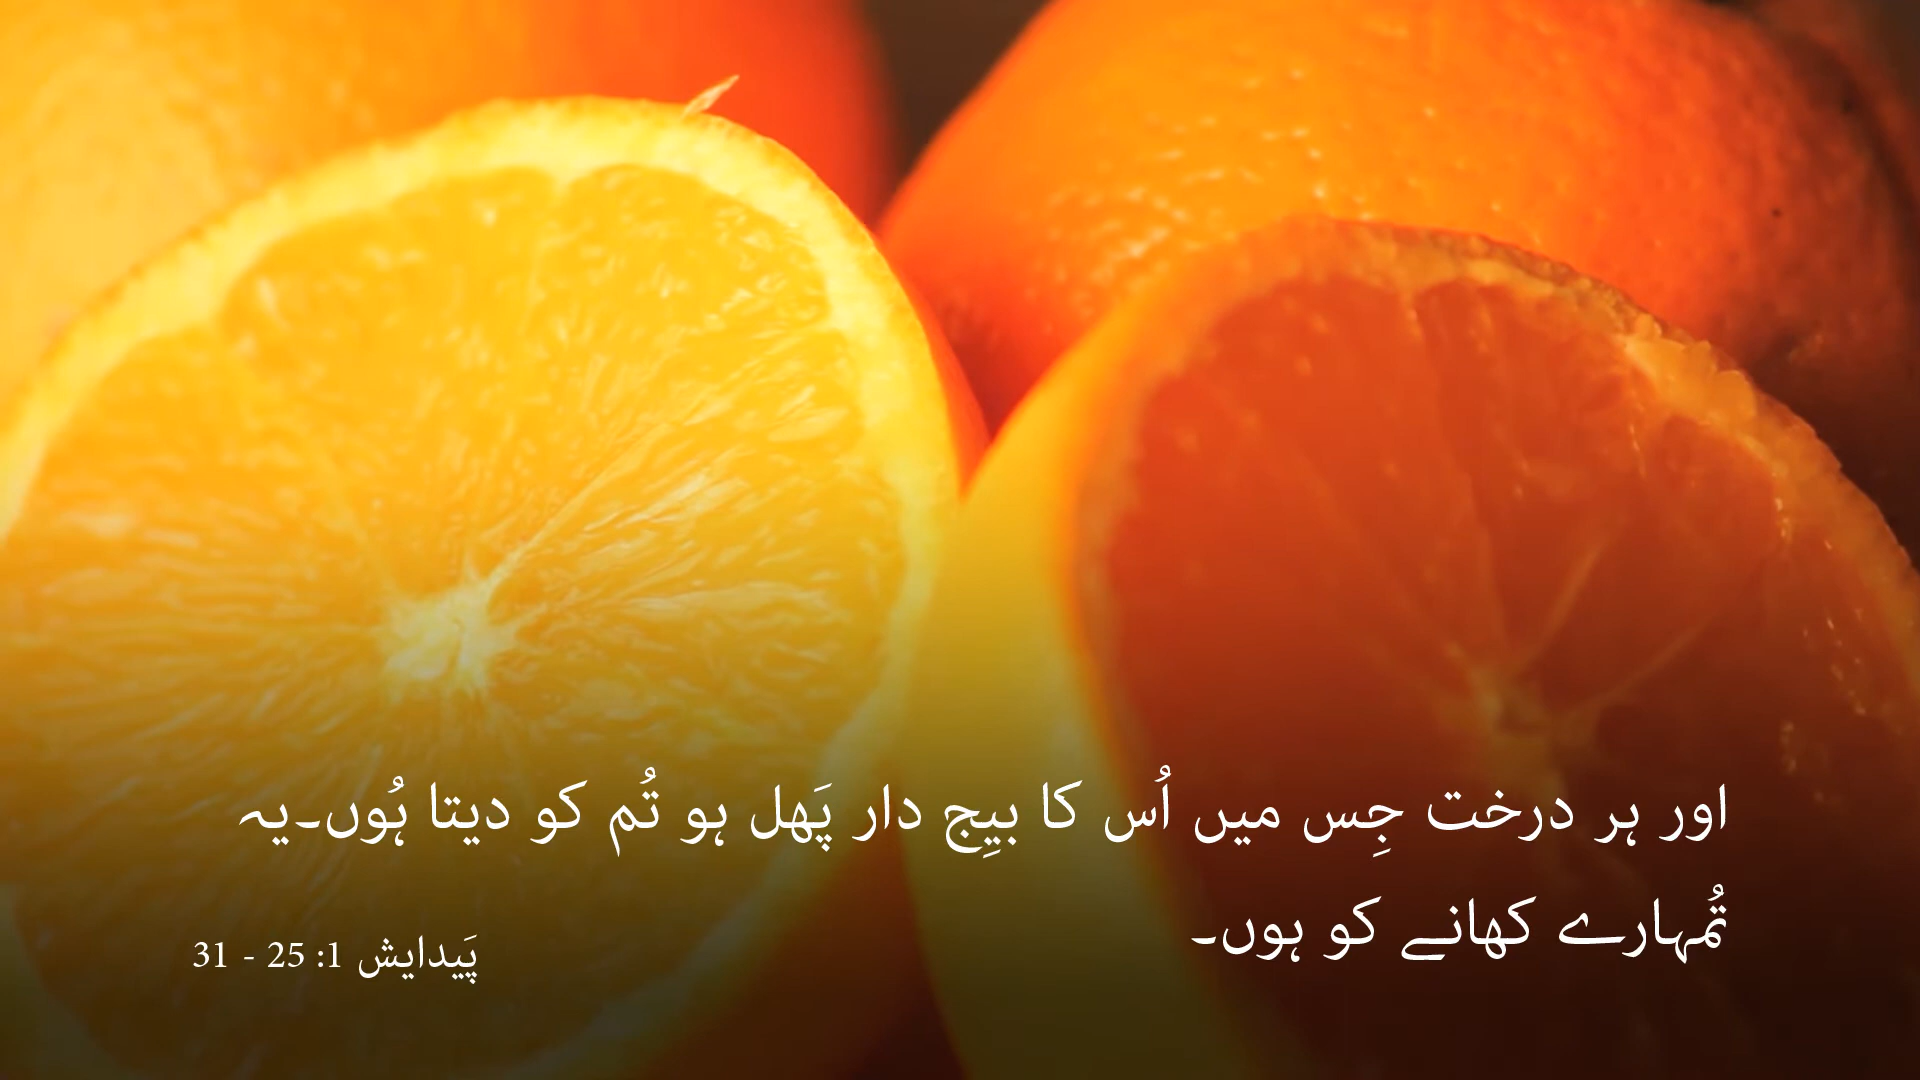 اور ہر درخت جِس میں اُس کا بیِج دار پَھل ہو تُم کو دیتا ہُوں۔یہ
تُمہارے کھانے کو ہوں۔
پَیدایش 1: 25 - 31